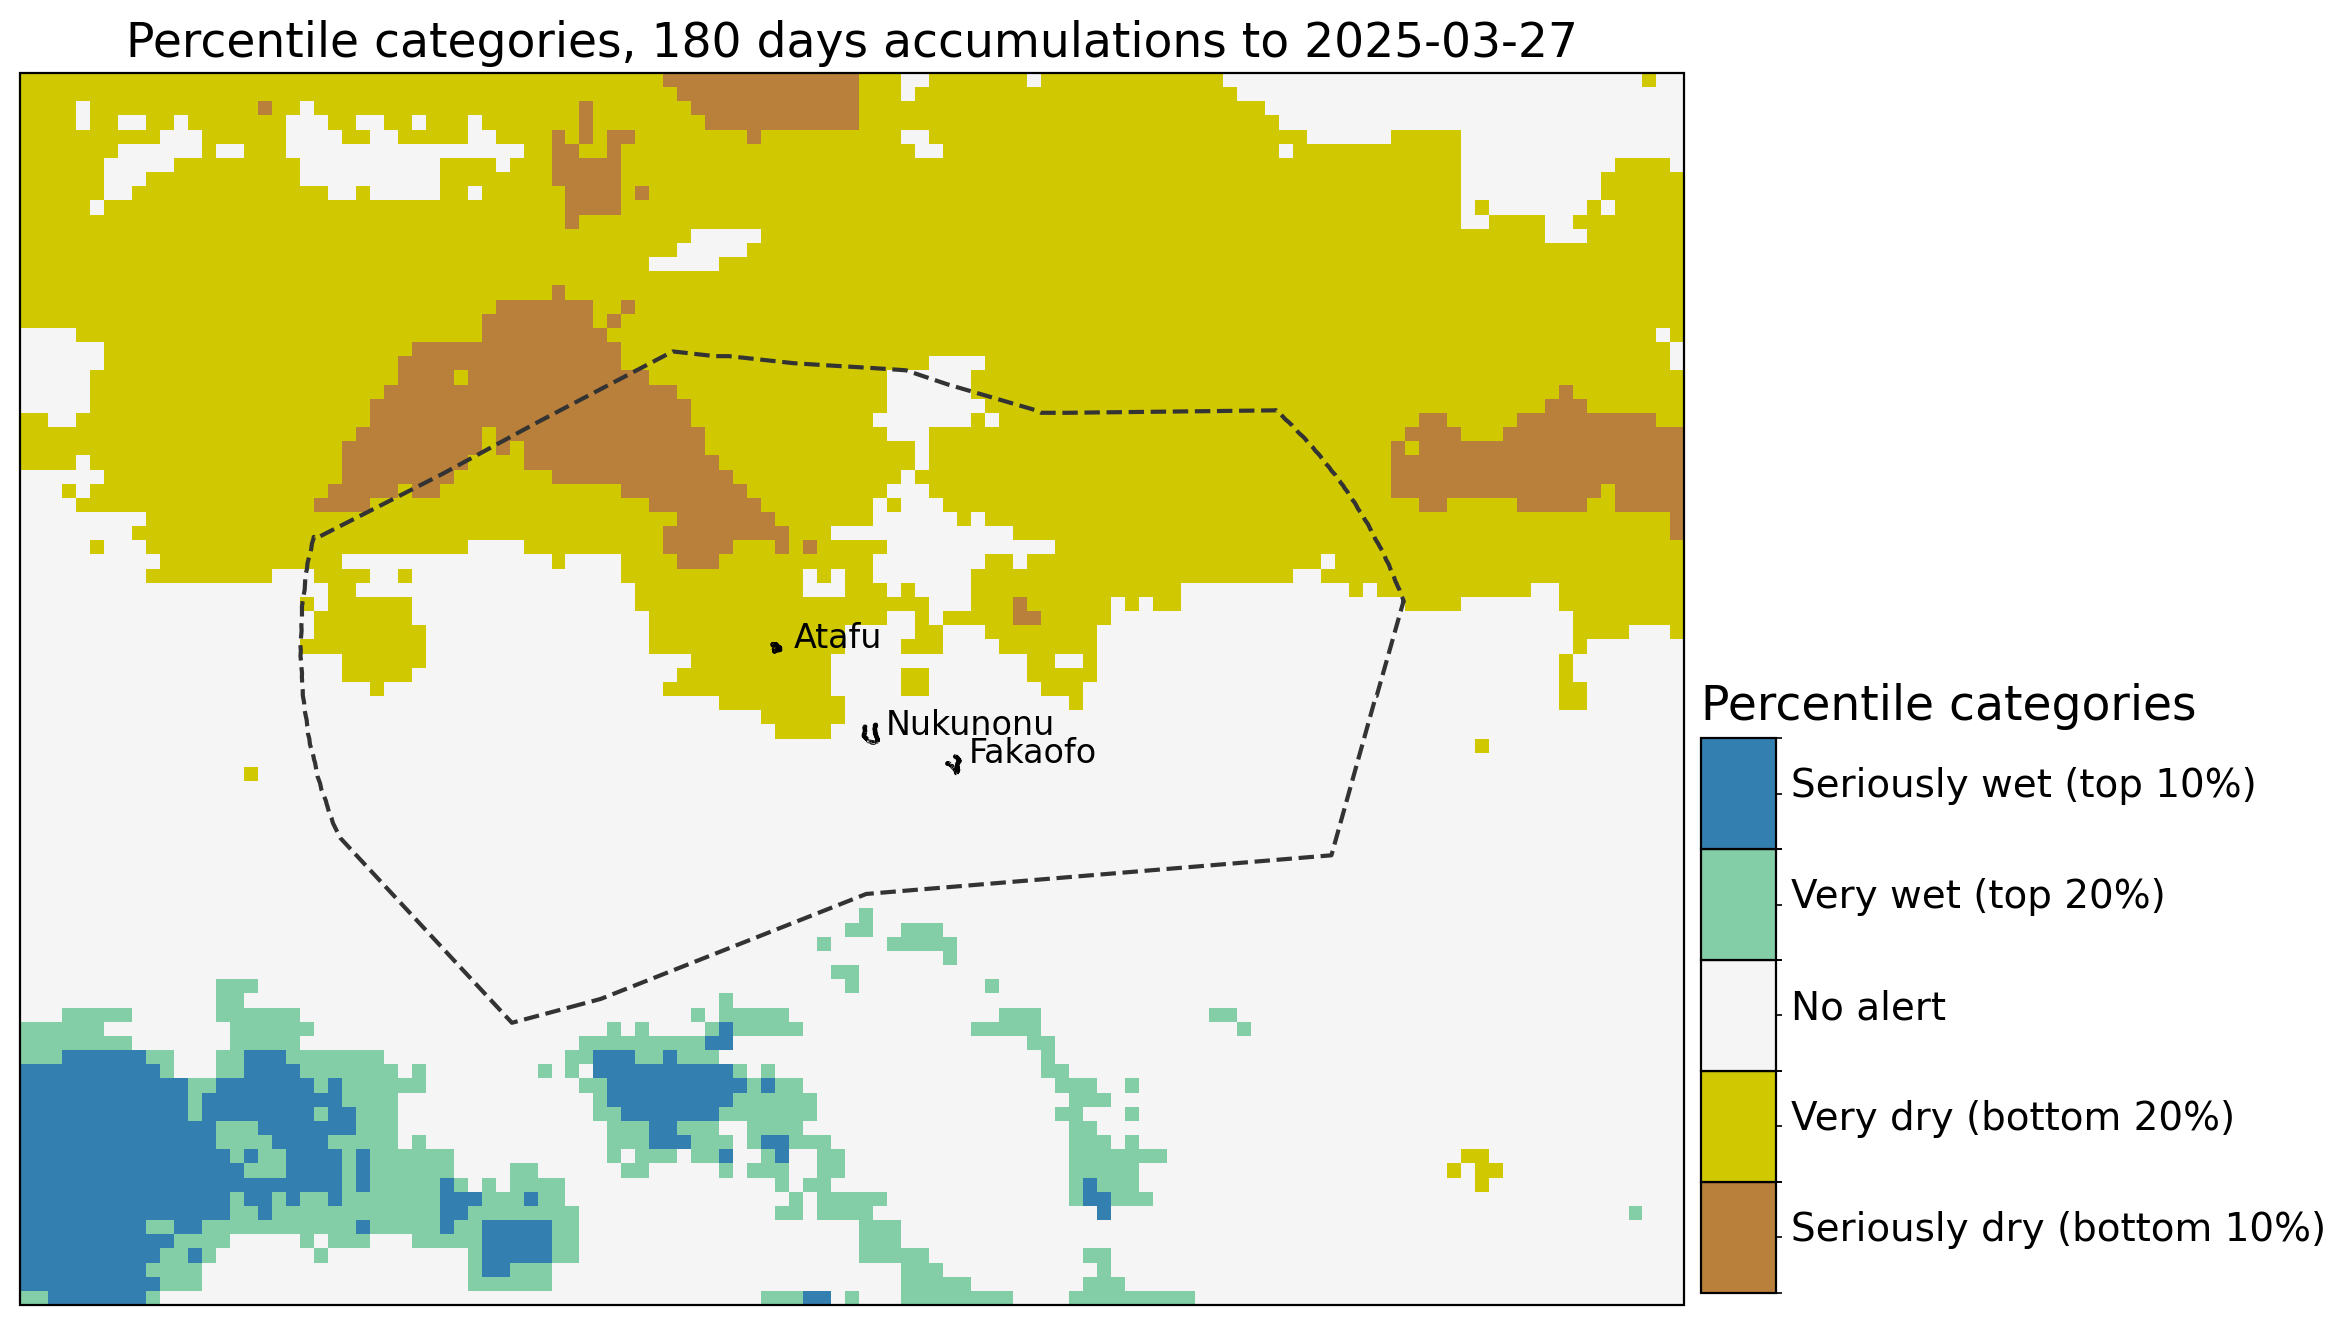 Percentile categories, 180 days accumulations to 2025-03-27
Atafu
Nukunonu
Fakaofo
Percentile categories
Seriously wet (top 10%)
Very wet (top 20%)
No alert
Very dry (bottom 20%)
Seriously dry (bottom 10%)